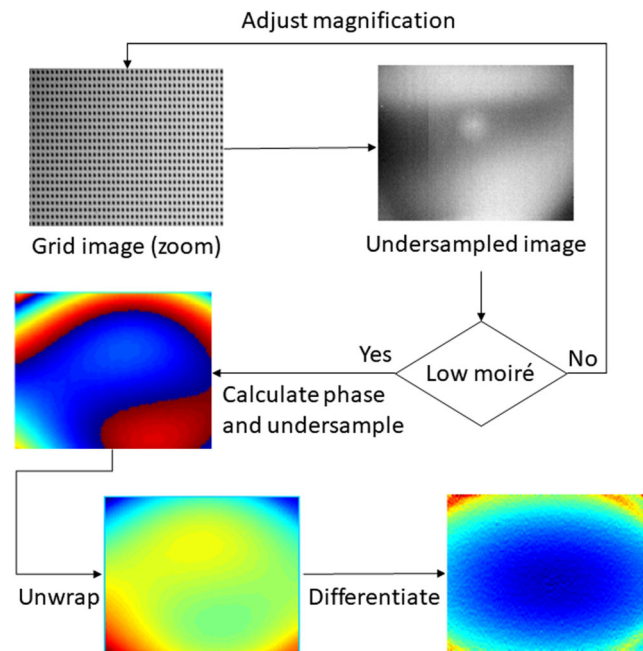 Adjust magnification
Grid image (zoom)
Undersampled image
Low moiré
Yes
No
Calculate phase
and undersample
Unwrap
Differentiate